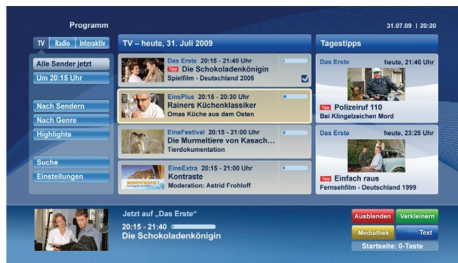 Programm
31.07.09 | 20:20
TV Radio Interaktiv
TV – heute, 31. Juli 2009
Tagestipps
Alle Sender jetzt
Um 20:15 Uhr
Nach Sendern
Nach Genre
Highlights
Suche
Einstellungen
Das Erste 20:15 - 21:40 Uhr
Tipp Die Schokoladenkönigin
Spielfilm - Deutschland 2005
EinsPlus 20:15 - 20:30 Uhr
Rainers Küchenklassiker
Omas Küche aus dem Osten
EinsFestival 20:15 - 21:00 Uhr
Die Murmeltiere von Kasach...
Tierdokumentation
EinsExtra 20:15 - 21:00 Uhr
Kontraste
Moderation: Astrid Frohloff
Das Erste heute, 21:40 Uhr
Tipp Polizeiruf 110
Bei Klingelzeichen Mord
Das Erste heute, 23:25 Uhr
Tipp Einfach raus
Fernsehfilm - Deutschland 1999
Jetzt auf „Das Erste“
20:15 - 21:40
Die Schokoladenkönigin
Ausblenden Verkleinern
Mediathek Text
Startseite: 0-Taste